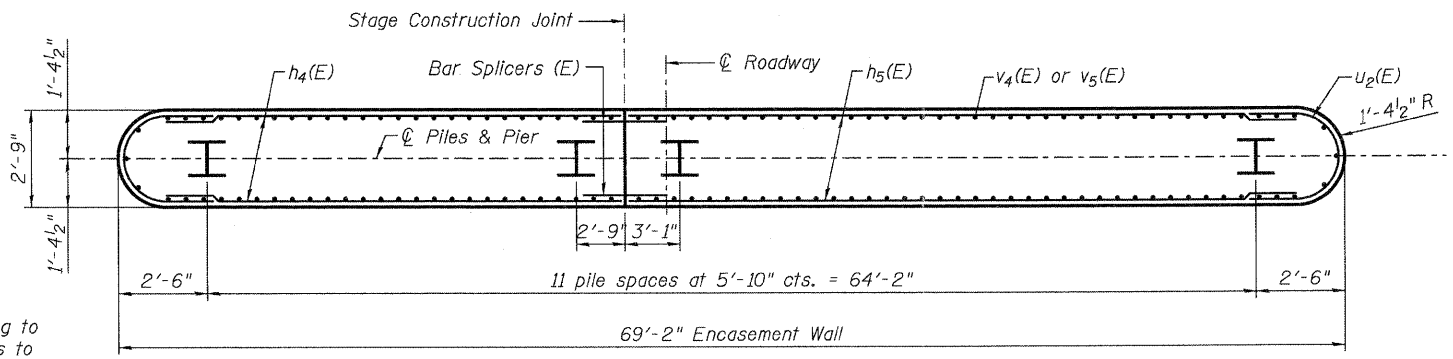 Stage Construction Joint
Bar Splicers (E)
℄ Roadway
h4(E)
h5(E)
v4(E) or v5(E)
u2(E)
1'-4½" R
1'-4½"
2'-9"
1'-4½"
℄ Piles & Pier
2'-9"
3'-1"
2'-6"
11 pile spaces at 5'-10" cts. = 64'-2"
2'-6"
69'-2" Encasement Wall
g to
s to